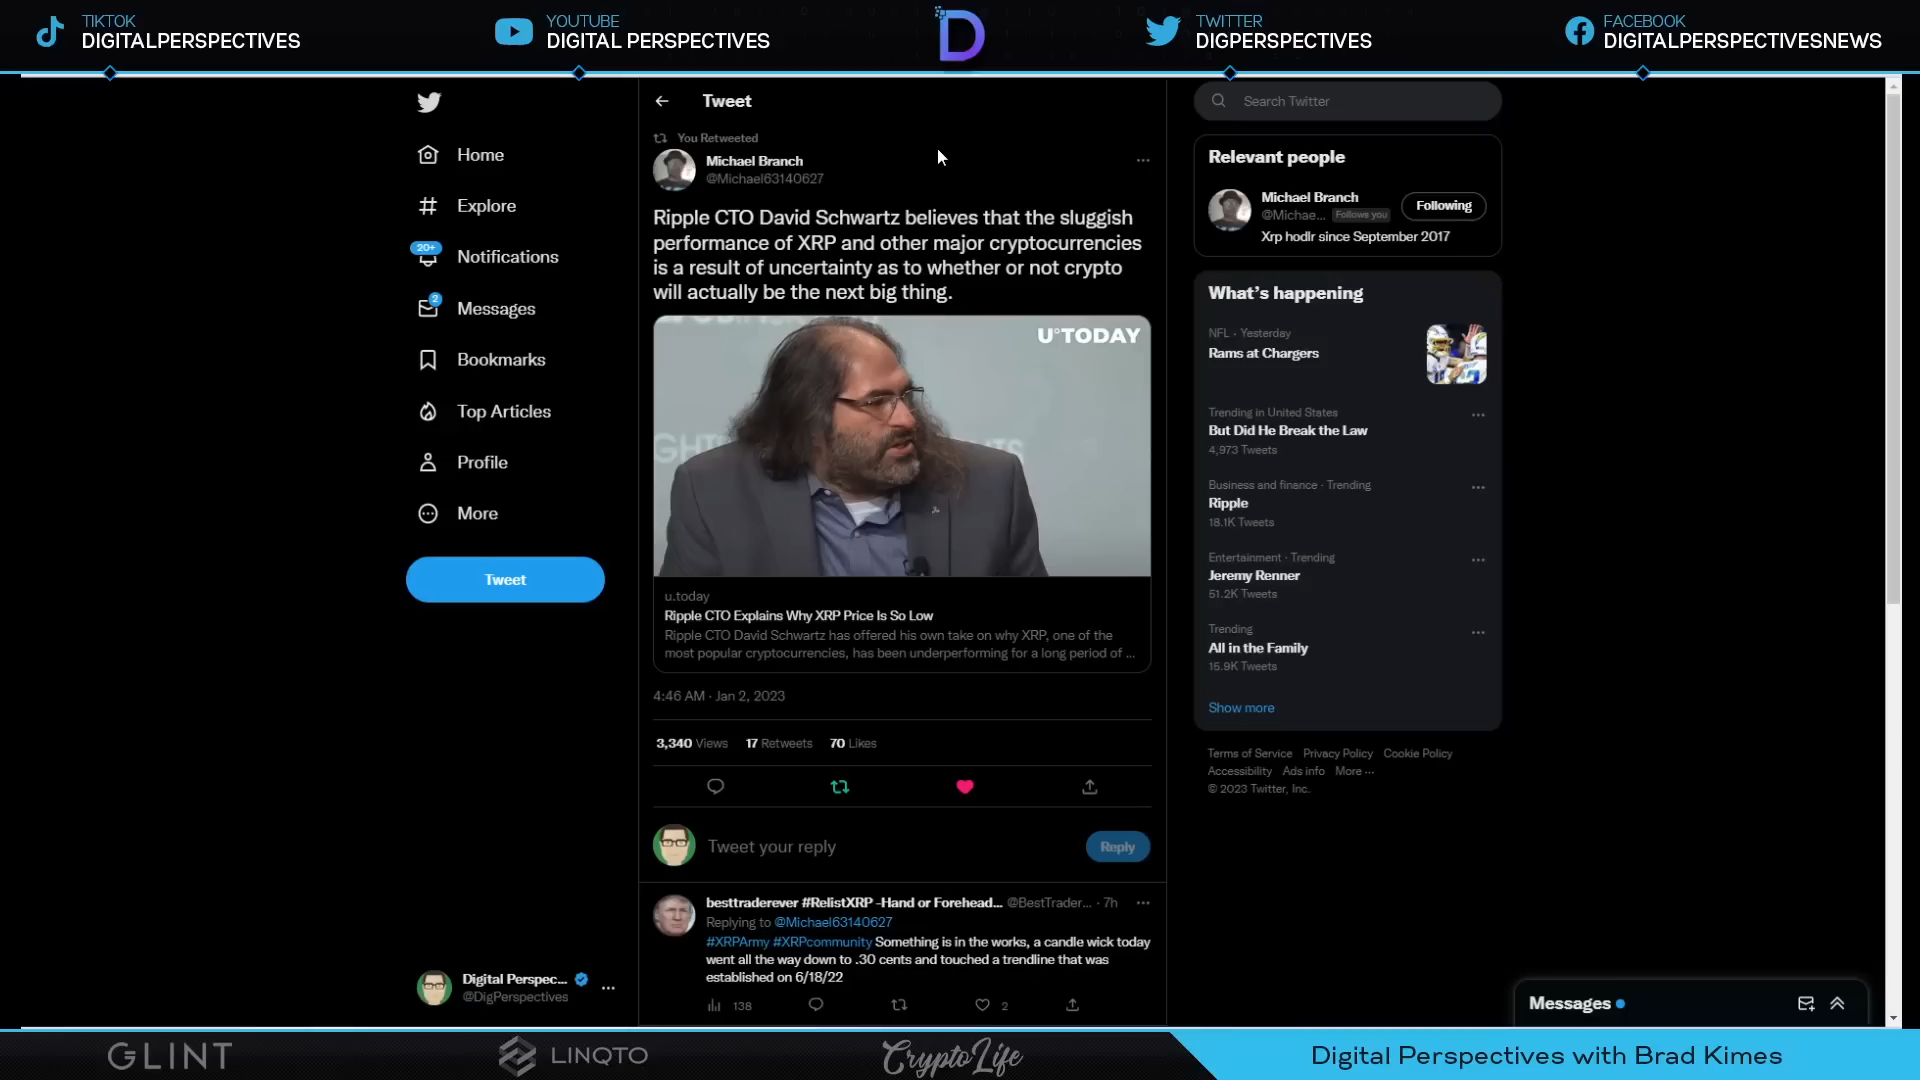 TIKTOK
DIGITALPERSPECTIVES
YOUTUBE
DIGITAL PERSPECTIVES
D
TWITTER
DIGPERSPECTIVES
FACEBOOK
DIGITALPERSPECTIVESNEWS
Home
Explore
20+
Notifications
2
Messages
Bookmarks
Top Articles
Profile
More
Tweet
Digital Perspec...
@DigPerspectives
Tweet
You Retweeted
Michael Branch
@Michael63140627
Ripple CTO David Schwartz believes that the sluggish
performance of XRP and other major cryptocurrencies
is a result of uncertainty as to whether or not crypto
will actually be the next big thing.
U°TODAY
u.today
Ripple CTO Explains Why XRP Price Is So Low
Ripple CTO David Schwartz has offered his own take on why XRP, one of the
most popular cryptocurrencies, has been underperforming for a long period of ...
4:46 AM · Jan 2, 2023
3,340 Views 17 Retweets 70 Likes
Tweet your reply
Reply
besttraderever #RelistXRP -Hand or Forehead... @BestTrader... · 7h
Replying to @Michael63140627
#XRPArmy #XRPcommunity Something is in the works, a candle wick today
went all the way down to .30 cents and touched a trendline that was
established on 6/18/22
138
2
Search Twitter
Relevant people
Michael Branch
@Michae... Follows you
Following
Xrp hodlr since September 2017
What's happening
NFL · Yesterday
Rams at Chargers
Trending in United States
But Did He Break the Law
4,973 Tweets
Business and finance · Trending
Ripple
18.1K Tweets
Entertainment · Trending
Jeremy Renner
51.2K Tweets
Trending
All in the Family
15.9K Tweets
Show more
Terms of Service Privacy Policy Cookie Policy
Accessibility Ads info More ...
© 2023 Twitter, Inc.
Messages
GLINT
LINQTO
CryptoLife
Digital Perspectives with Brad Kimes